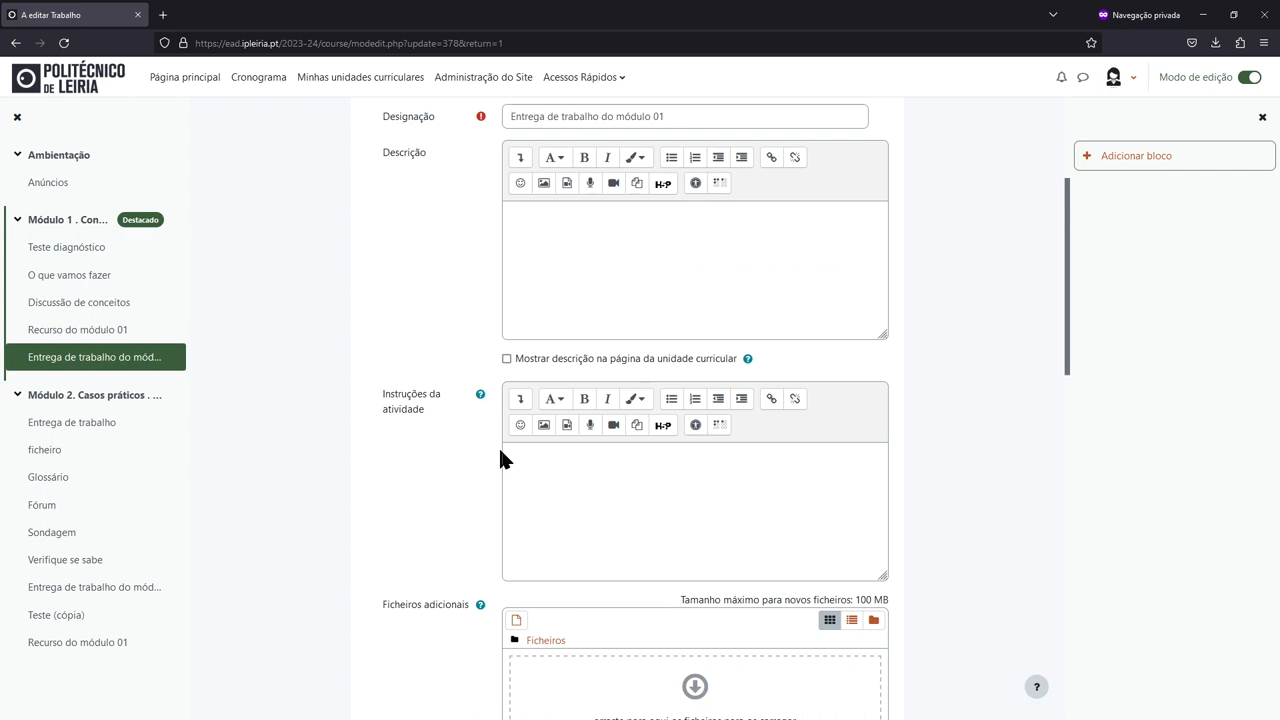 A editar Trabalho
Navegação privada
https://ead.ipleiria.pt/2023-24/course/modedit.php?update=378&return=1
POLITÉCNICO
DE LEIRIA
Página principal
Cronograma
Minhas unidades curriculares
Administração do Site
Acessos Rápidos
Modo de edição
Ambientação
Anúncios
Módulo 1 . Con...
Destacado
Teste diagnóstico
O que vamos fazer
Discussão de conceitos
Recurso do módulo 01
Entrega de trabalho do mód...
Módulo 2. Casos práticos . ...
Entrega de trabalho
ficheiro
Glossário
Fórum
Sondagem
Verifique se sabe
Entrega de trabalho do mód...
Teste (cópia)
Recurso do módulo 01
Designação
Entrega de trabalho do módulo 01
Descrição
A
B
I
H-P
Mostrar descrição na página da unidade curricular
?
Instruções da
atividade
?
A
B
I
H-P
Ficheiros adicionais
?
Tamanho máximo para novos ficheiros: 100 MB
Ficheiros
Adicionar bloco
?